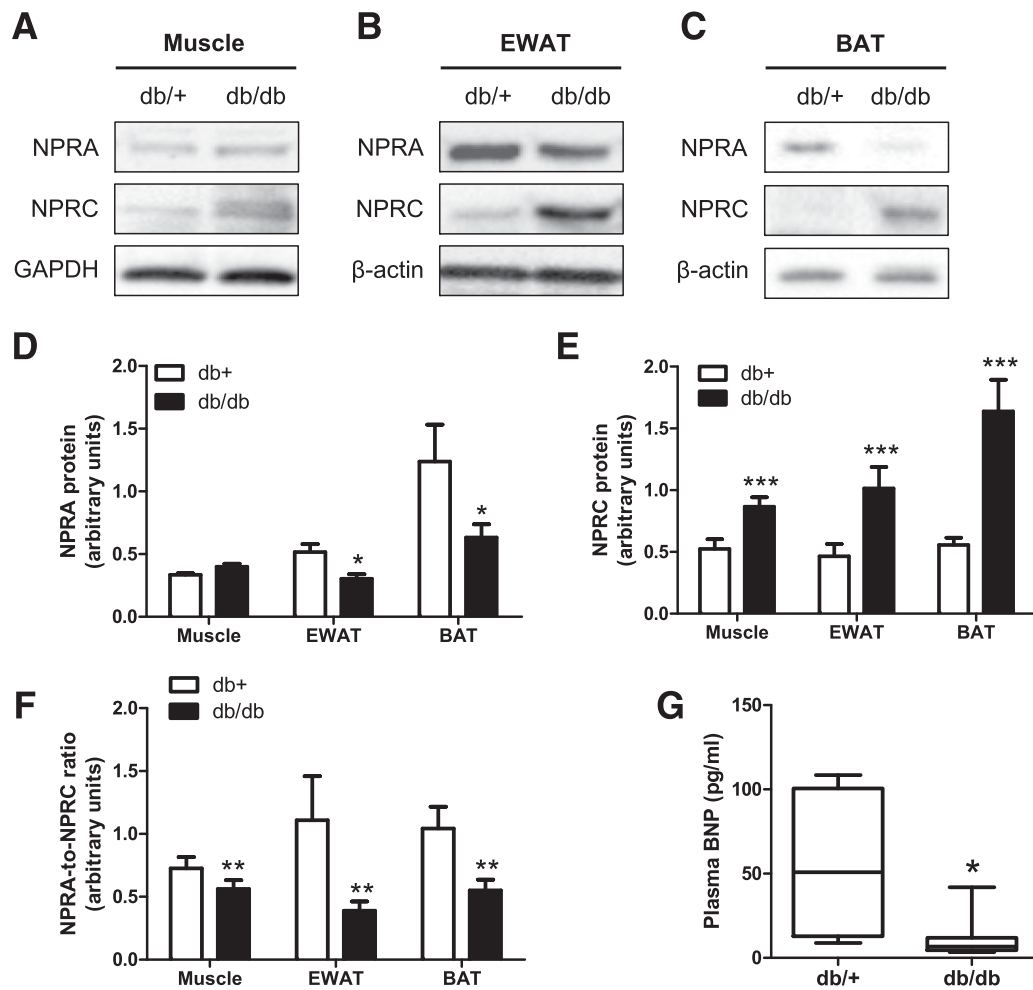 A
Muscle
db/+ db/db
NPRA
NPRC
GAPDH
B
EWAT
db/+ db/db
NPRA
NPRC
β-actin
C
BAT
db/+ db/db
NPRA
NPRC
β-actin
D
NPRA protein
(arbitrary units)
2.0
1.5
1.0
0.5
0.0
db+
db/db
*
*
Muscle EWAT BAT
E
NPRC protein
(arbitrary units)
2.0
1.5
1.0
0.5
0.0
db+
db/db
***
***
***
Muscle EWAT BAT
F
NPRA-to-NPRC ratio
(arbitrary units)
2.0
1.5
1.0
0.5
0.0
db+
db/db
**
**
**
Muscle EWAT BAT
G
Plasma BNP (pg/ml)
150
100
50
0
*
db/+ db/db